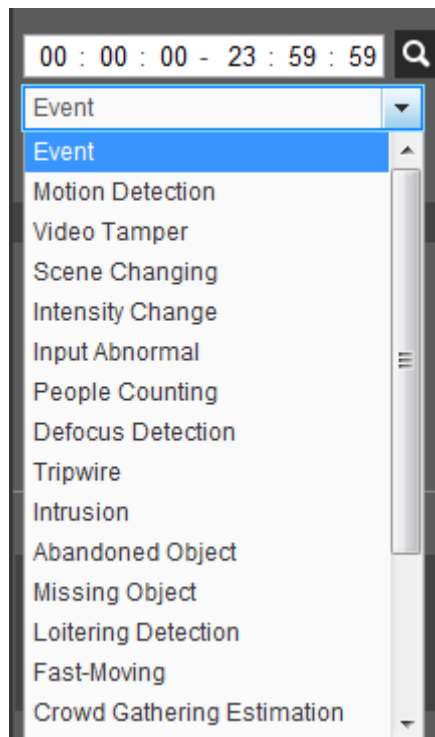 00 : 00 : 00 - 23 : 59 : 59
Event
Event
Motion Detection
Video Tamper
Scene Changing
Intensity Change
Input Abnormal
People Counting
Defocus Detection
Tripwire
Intrusion
Abandoned Object
Missing Object
Loitering Detection
Fast-Moving
Crowd Gathering Estimation